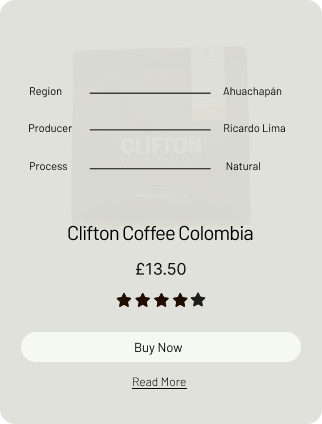 Region Ahuachapán
Producer Ricardo Lima
CLIFTON
Process Natural
Clifton Coffee Colombia
£13.50
Buy Now
Read More